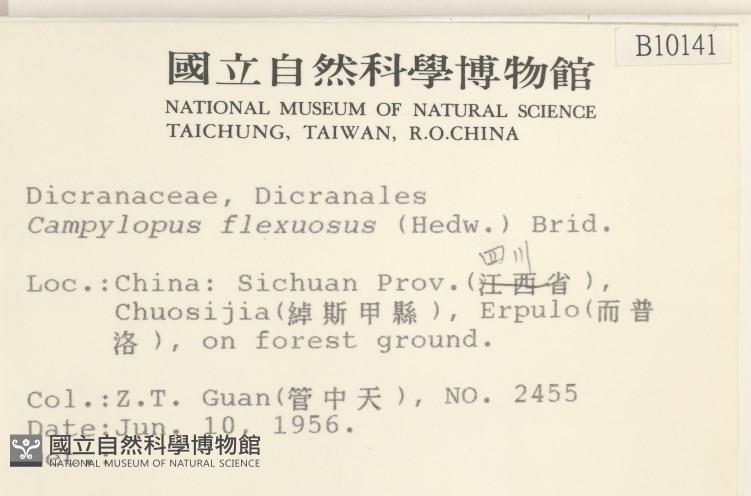 B10141
國立自然科學博物館
NATIONAL MUSEUM OF NATURAL SCIENCE
TAICHUNG, TAIWAN, R.O.CHINA
Dicranaceae, Dicranales
Campylopus flexuosus (Hedw.) Brid.
四川
Loc.:China: Sichuan Prov.(江西省),
Chuosijia(綽斯甲縣), Erpulo(而普
洛), on forest ground.
Col.:Z.T. Guan(管中天), NO. 2455
Date:Jun. 10, 1956.
國立自然科學博物館
NATIONAL MUSEUM OF NATURAL SCIENCE